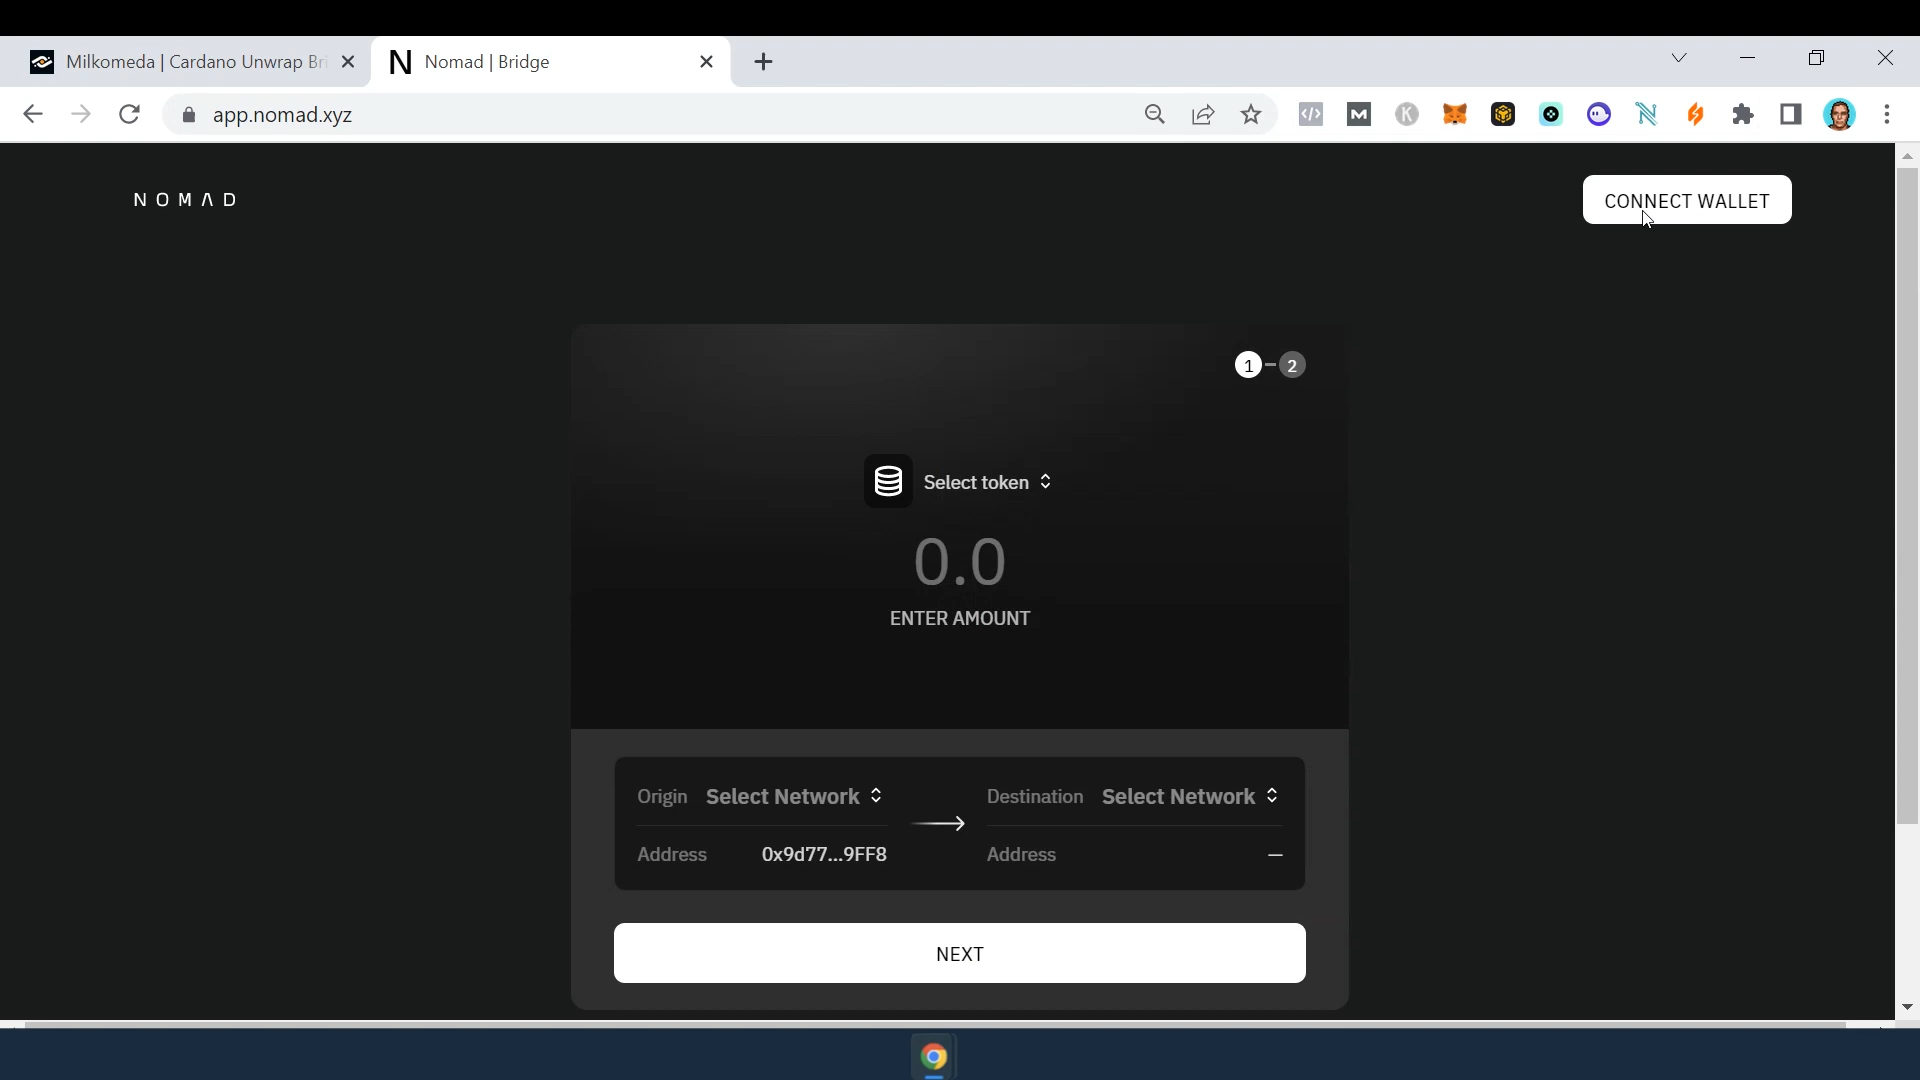 Milkomeda | Cardano Unwrap Bri
Nomad | Bridge
app.nomad.xyz
NOMAD
CONNECT WALLET
1 2
Select token
0.0
ENTER AMOUNT
Origin Select Network
Destination Select Network
Address 0x9d77...9FF8
Address –
NEXT